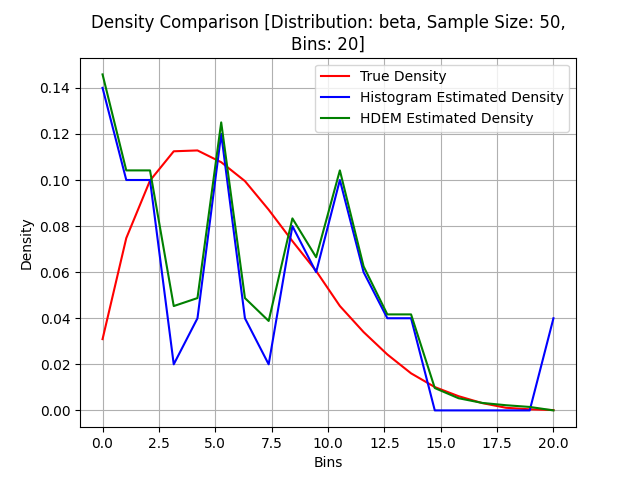 Density Comparison [Distribution: beta, Sample Size: 50,
Bins: 20]
True Density
Histogram Estimated Density
HDEM Estimated Density
Density
0.14
0.12
0.10
0.08
0.06
0.04
0.02
0.00
0.0 2.5 5.0 7.5 10.0 12.5 15.0 17.5 20.0
Bins